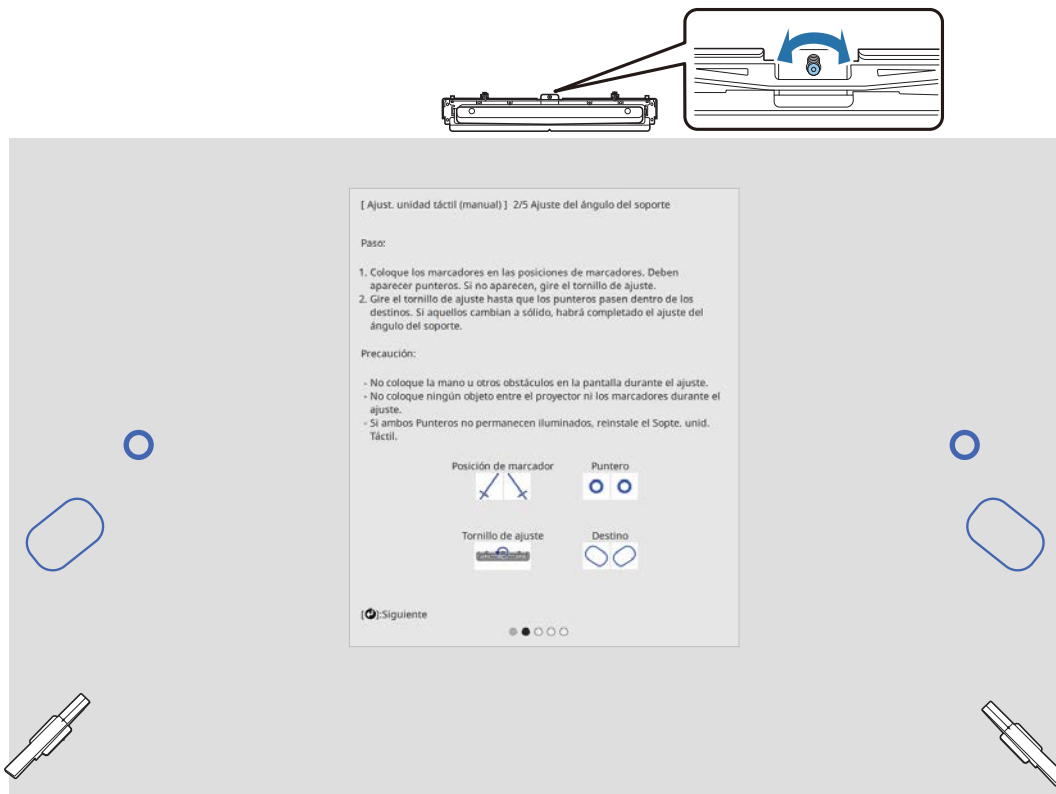 [ Ajust. unidad táctil (manual) ] 2/5 Ajuste del ángulo del soporte
Paso:
1. Coloque los marcadores en las posiciones de marcadores. Deben
aparecer punteros. Si no aparecen, gire el tornillo de ajuste.
2. Gire el tornillo de ajuste hasta que los punteros pasen dentro de los
destinos. Si aquellos cambian a sólido, habrá completado el ajuste del
ángulo del soporte.
Precaución:
- No coloque la mano u otros obstáculos en la pantalla durante el ajuste.
- No coloque ningún objeto entre el proyector ni los marcadores durante el
ajuste.
- Si ambos Punteros no permanecen iluminados, reinstale el Sopte. unid.
Táctil.
Posición de marcador Puntero
Tornillo de ajuste Destino
[ ]:Siguiente